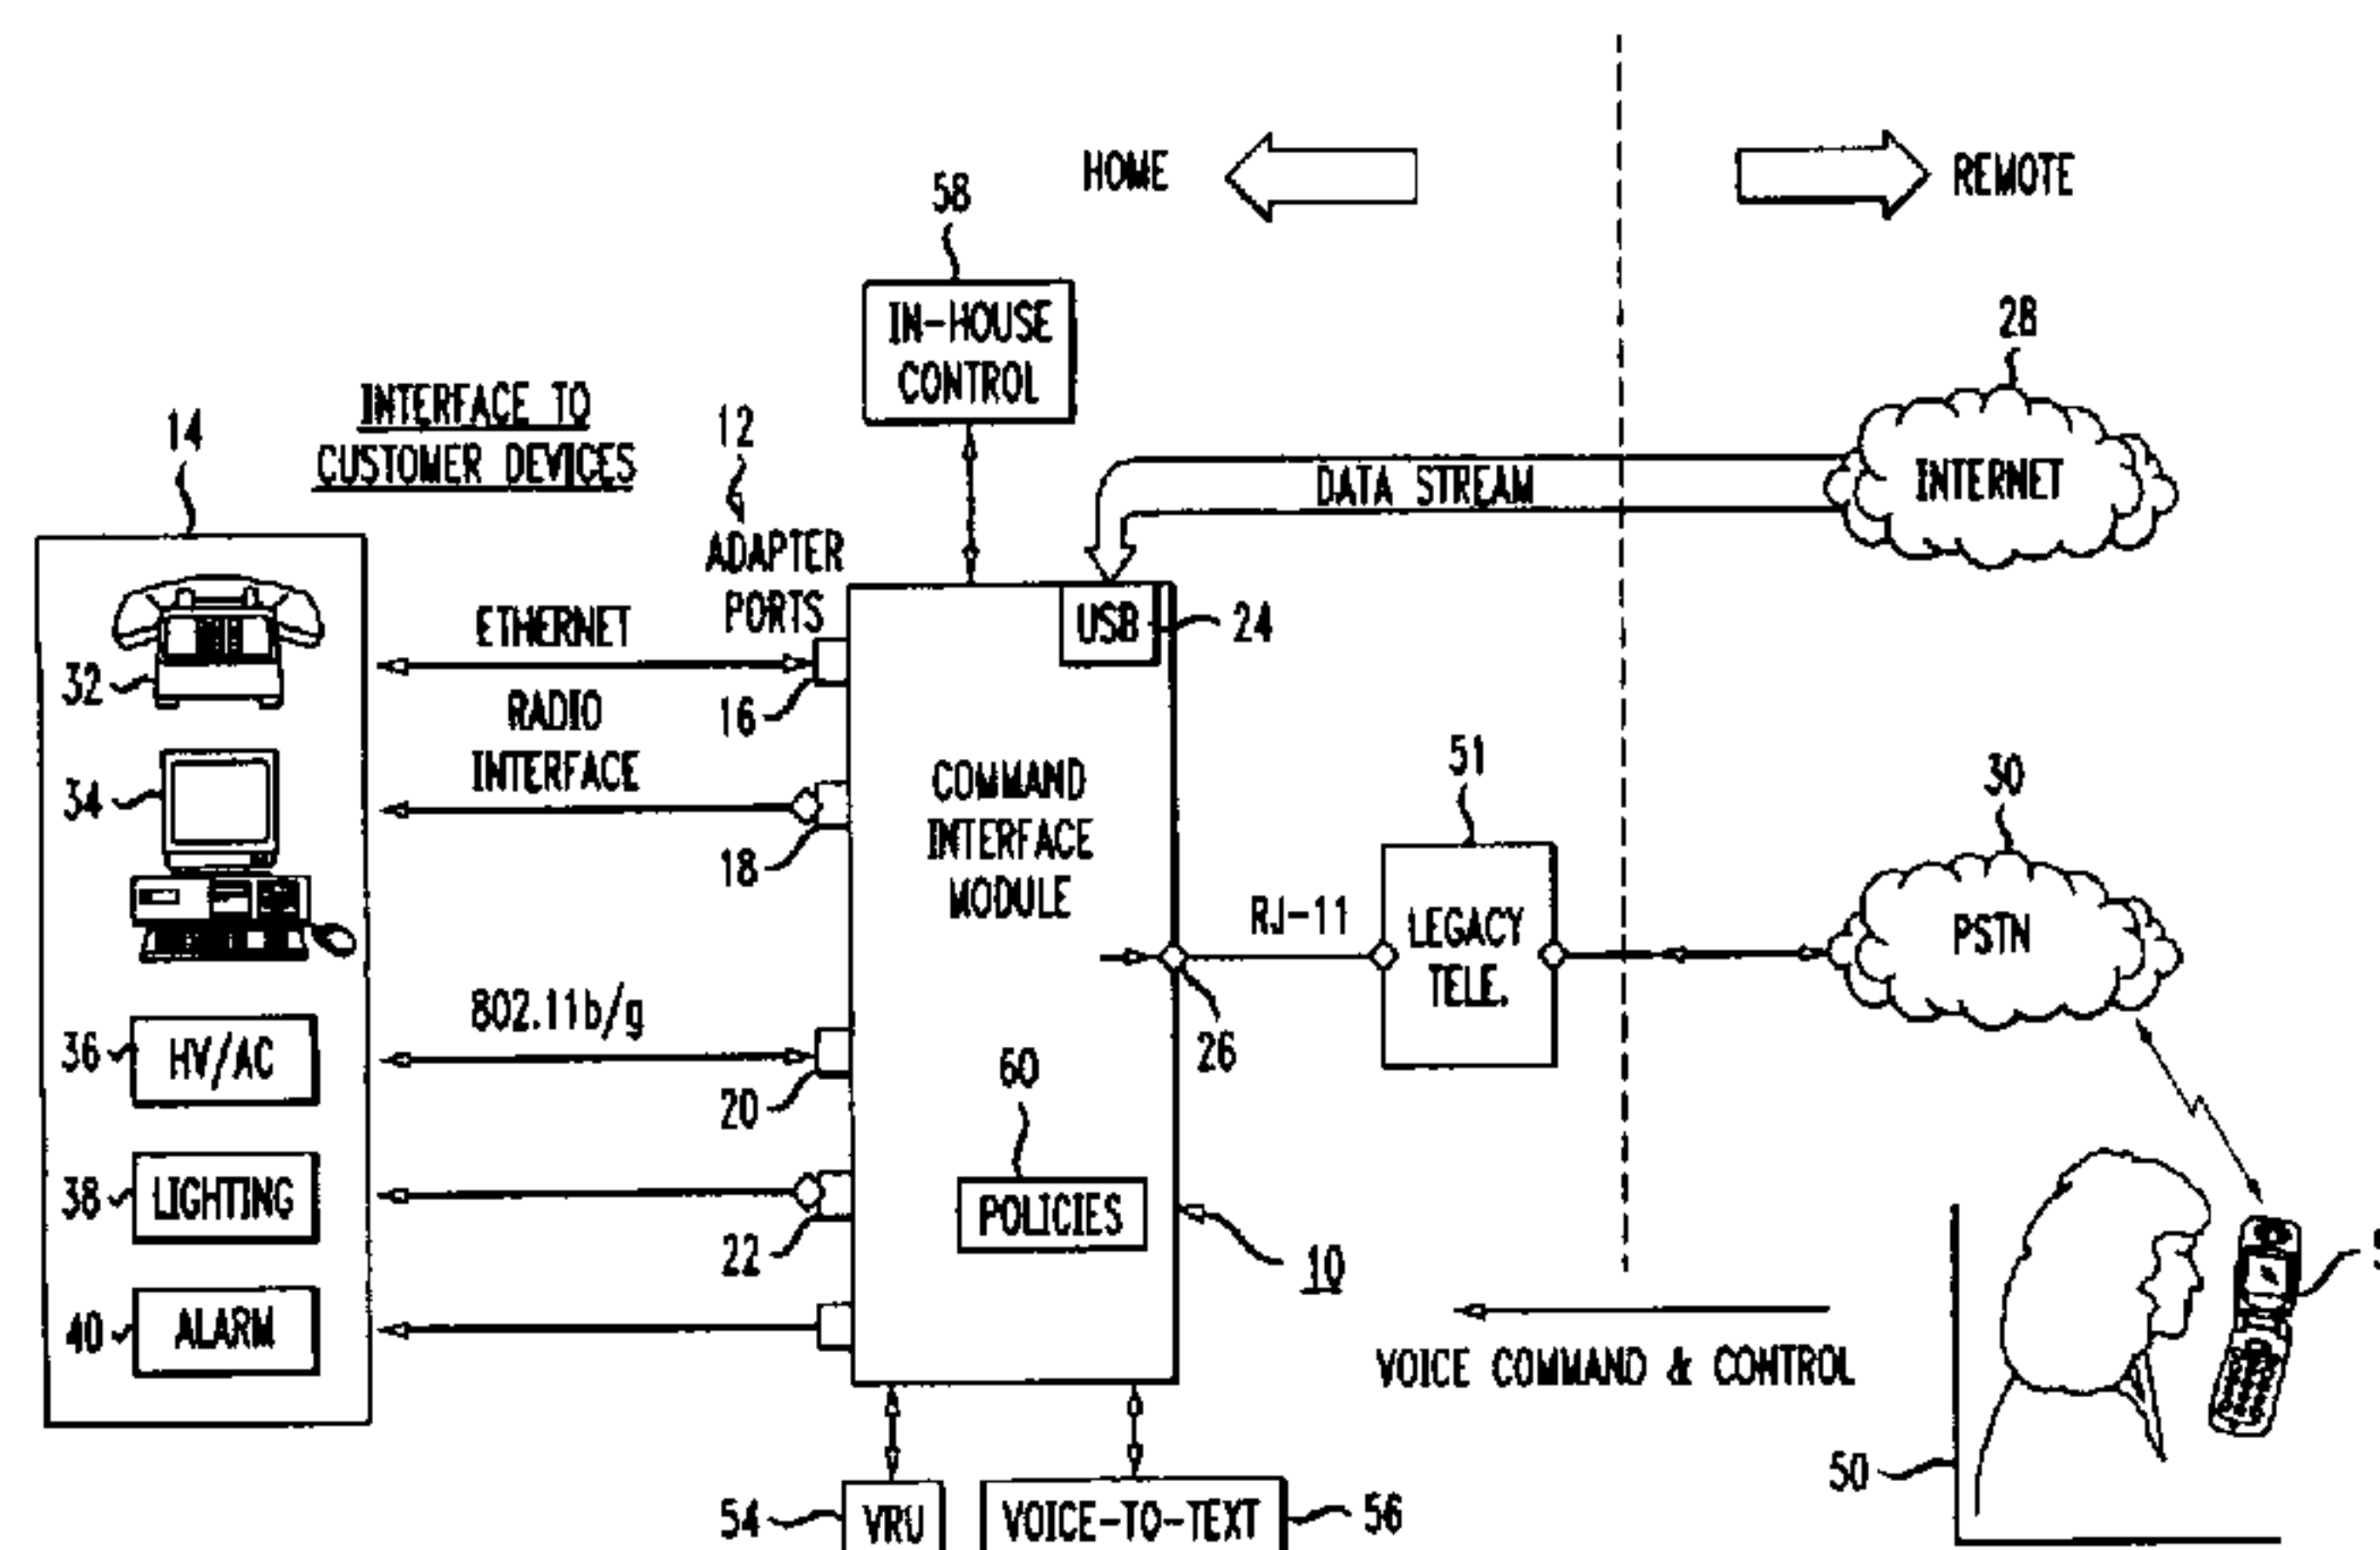 HOME
REMOTE
58
IN-HOUSE
CONTROL
28
INTERNET
INTERFACE TO
CUSTOMER DEVICES
14
12
ADAPTER
PORTS
DATA STREAM
USB
24
ETHERNET
32
16
RADIO
INTERFACE
34
18
COMMAND
INTERFACE
MODULE
51
LEGACY
TELE.
RJ-11
26
30
PSTN
802.11b/g
36
HV/AC
20
60
POLICIES
38
LIGHTING
22
10
40
ALARM
VOICE COMMAND & CONTROL
50
54
VRU
VOICE-TO-TEXT
56